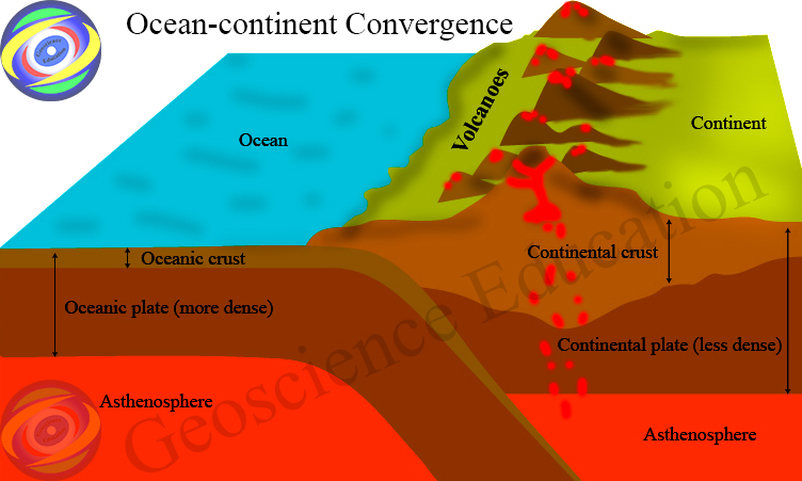 Ocean-continent Convergence
Volcanoes
Ocean
Continent
Oceanic crust
Continental crust
Oceanic plate (more dense)
Continental plate (less dense)
Asthenosphere
Asthenosphere
Geoscience Education